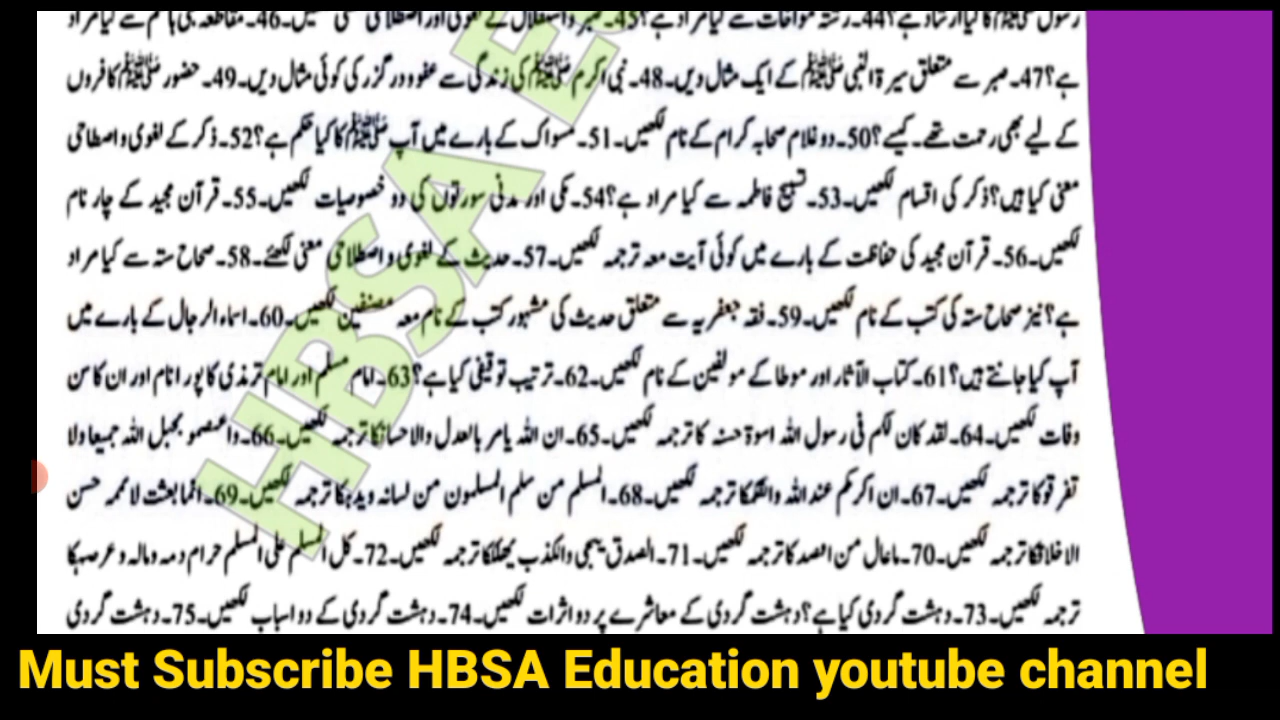 رسول ﷺ کا کیا ارشاد ہے؟44۔رشتہ مواخات سے کیا مراد ہے؟45۔صبر و استقلال کے لغوی اور اصطلاحی معنی لکھیں۔46۔مقاطعہ بنی ہاشم سے کیا مراد
ہے؟47۔صبر سے متعلق سیرۃ النبی ﷺ کے ایک مثال دیں۔48۔نبی اکرم ﷺ کی زندگی سے عفو و درگزر کی کوئی مثال دیں۔49۔حضور ﷺ کافروں
کے لیے بھی رحمت تھے۔کیسے؟50۔دو غلام صحابہ کرام کے نام لکھیں۔51۔مسواک کے بارے میں آپ ﷺ کا کیا حکم ہے؟52۔ذکر کے لغوی و اصطاحی
معنی کیا ہیں؟ذکر کی اقسام لکھیں۔53۔تسبیح فاطمہ سے کیا مراد ہے؟54۔مکی اور مدنی سورتوں کی دو خصوصیات لکھیں۔55۔قرآن مجید کے چار نام
لکھیں۔56۔قرآن مجید کی حفاظت کے بارے میں کوئی آیت معہ ترجمہ لکھیں۔57۔حدیث کے لغوی و اصطلاحی معنی لکھئے۔58۔صحاح ستہ سے کیا مراد
ہے؟نیز صحاح ستہ کی کتب کے نام لکھیں۔59۔فقہ جعفریہ سے متعلق حدیث کی مشہور کتب کے نام معہ مصنفین لکھیں۔60۔اسماء الرجال کے بارے میں
آپ کیا جانتے ہیں؟61۔کتاب الآثار اور موطا کے مولفین کے نام لکھیں۔62۔ترتیب توقیفی کیا ہے؟63۔امام مسلم اور امام ترمذی کا پورا نام اور ان کا سن
وفات لکھیں۔64۔لقد کان لکم فی رسول اللہ اسوۃ حسنہ کا ترجمہ لکھیں۔65۔ان اللہ یامر بالعدل والاحسان کا ترجمہ لکھیں۔66۔واعصمو بحبل اللہ جمیعا ولا
تفرقو کا ترجمہ لکھیں۔67۔ان اکرمکم عند اللہ واتقکم کا ترجمہ لکھیں۔68۔المسلم من سلم المسلمون من لسانہ ویدہ کا ترجمہ لکھیں۔69۔انما بعثت لاتمہ حسن
الاخلاق کا ترجمہ لکھیں۔70۔ماعال من اقصد کا ترجمہ لکھیں۔71۔الصدق ینجی والکذب یھلک کا ترجمہ لکھیں۔72۔کل المسلم علی المسلم حرام دمہ ومالہ وعرصہ کا
ترجمہ لکھیں۔73۔دہشت گردی کیا ہے؟دہشت گردی کے معاشرے پر دو اثرات لکھیں۔74۔دہشت گردی کے دو اسباب لکھیں۔75۔دہشت گردی
HBSA E
Must Subscribe HBSA Education youtube channel